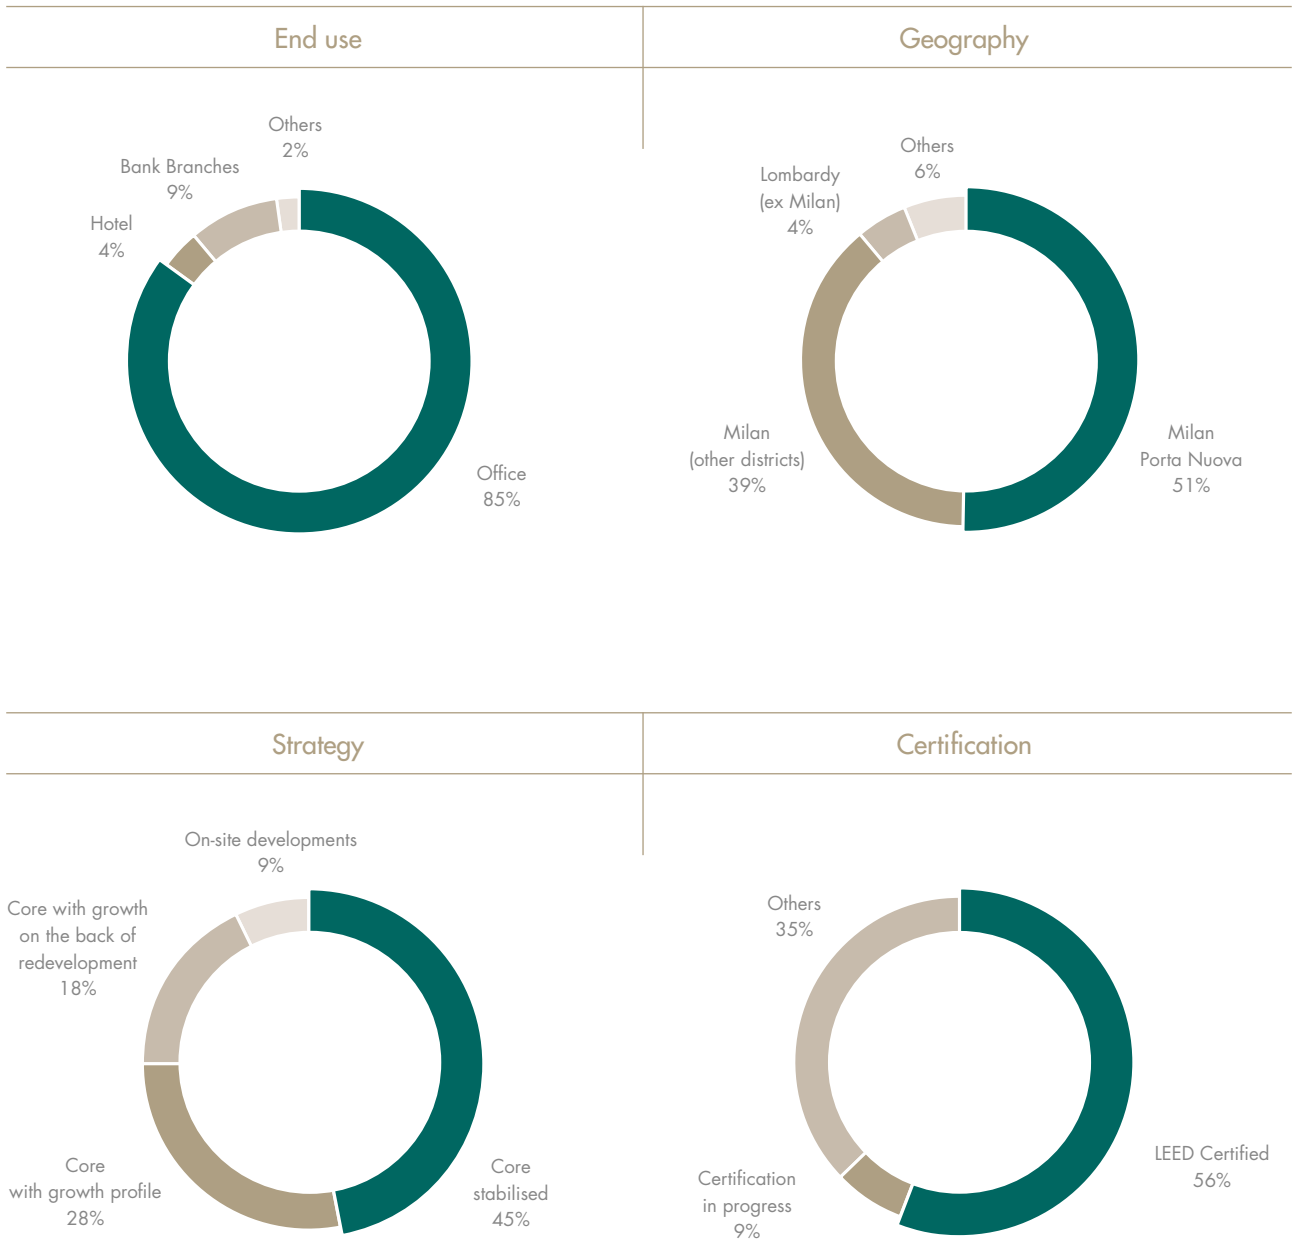 End use
Geography
Others
2%
Bank Branches
9%
Hotel
4%
Office
85%
Others
6%
Lombardy
(ex Milan)
4%
Milan
(other districts)
39%
Milan
Porta Nuova
51%
Strategy
Certification
On-site developments
9%
Core with growth
on the back of
redevelopment
18%
Core
with growth profile
28%
Core
stabilised
45%
Others
35%
Certification
in progress
9%
LEED Certified
56%